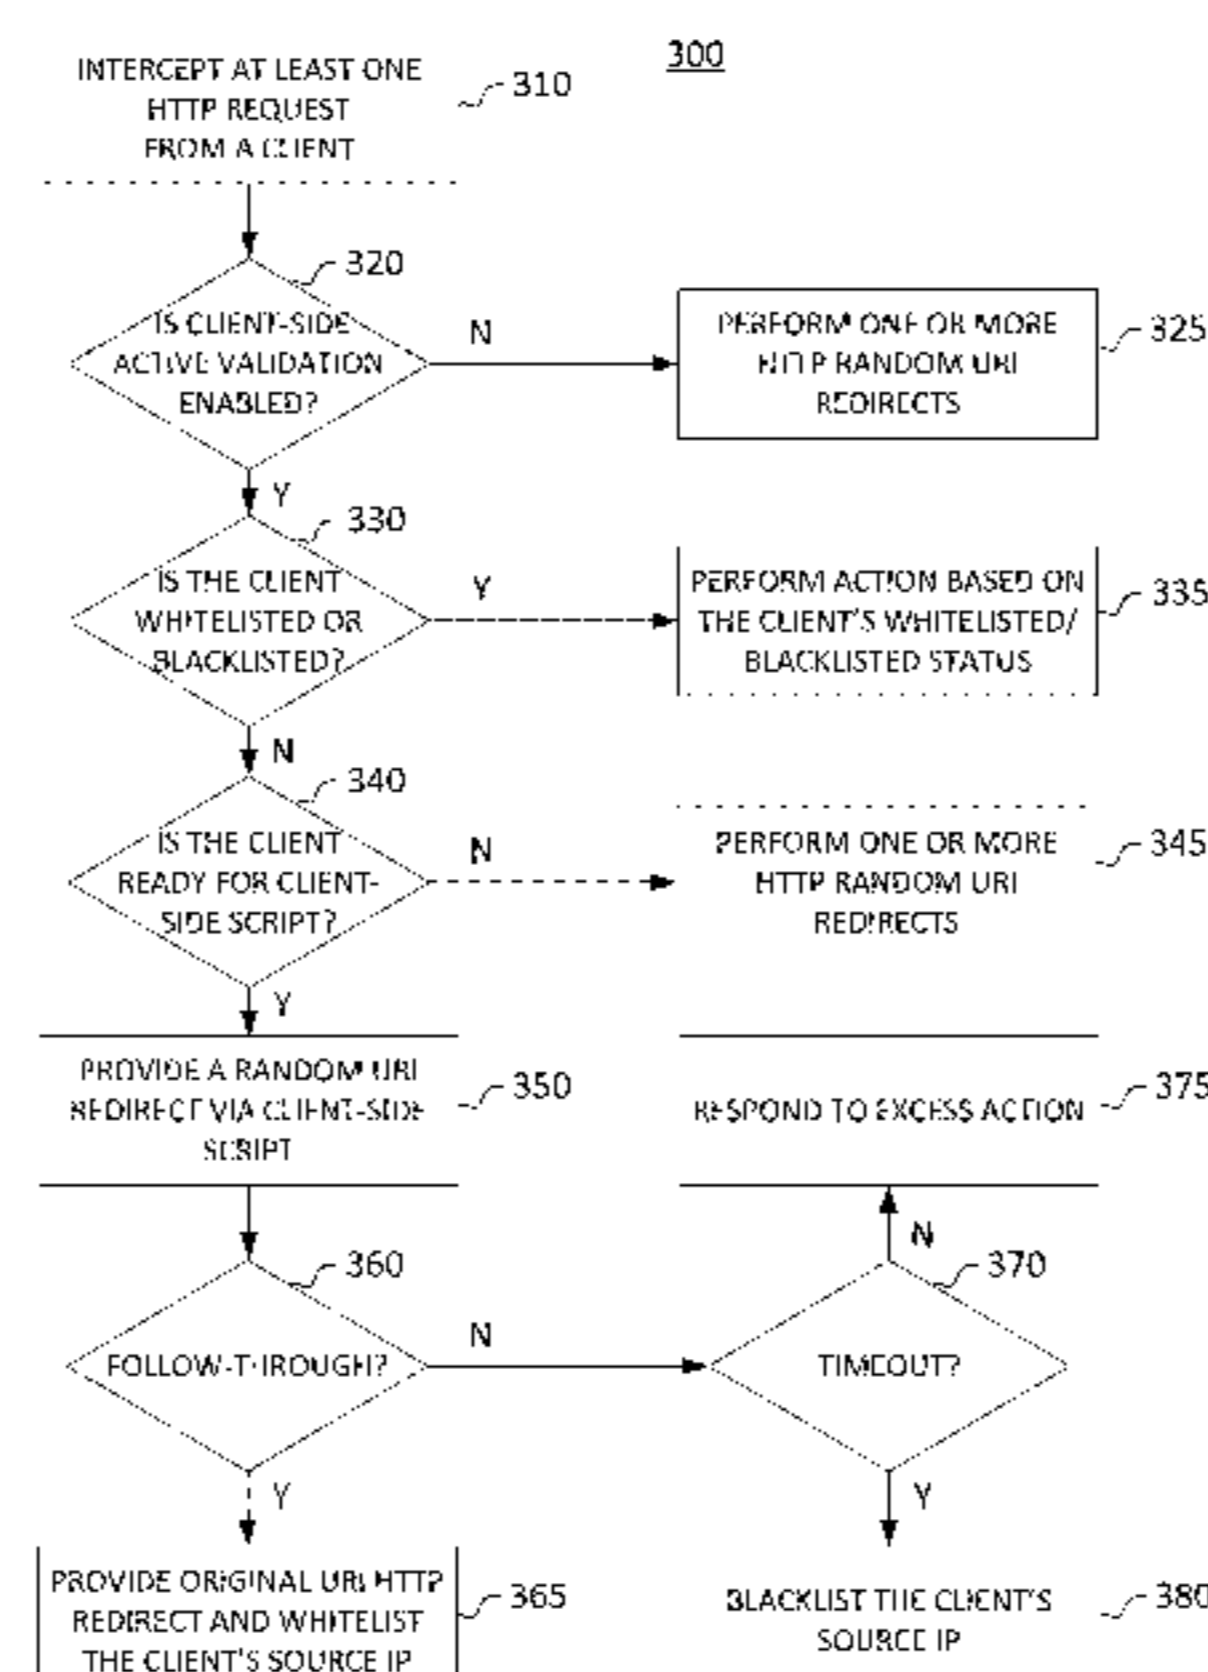 300
INTERCEPT AT LEAST ONE
HTTP REQUEST
FROM A CLIENT
310
320
IS CLIENT-SIDE
ACTIVE VALIDATION
ENABLED?
N
PERFORM ONE OR MORE
HTTP RANDOM URI
REDIRECTS
325
Y
330
IS THE CLIENT
WHITELISTED OR
BLACKLISTED?
Y
PERFORM ACTION BASED ON
THE CLIENT'S WHITELISTED/
BLACKLISTED STATUS
335
N
340
IS THE CLIENT
READY FOR CLIENT-
SIDE SCRIPT?
N
PERFORM ONE OR MORE
HTTP RANDOM URI
REDIRECTS
345
Y
PROVIDE A RANDOM URI
REDIRECT VIA CLIENT-SIDE
SCRIPT
350
RESPOND TO EXCESS ACTION
375
N
360
FOLLOW-THROUGH?
N
370
TIMEOUT?
Y
Y
PROVIDE ORIGINAL URI HTTP
REDIRECT AND WHITELIST
THE CLIENT'S SOURCE IP
365
BLACKLIST THE CLIENT'S
SOURCE IP
380